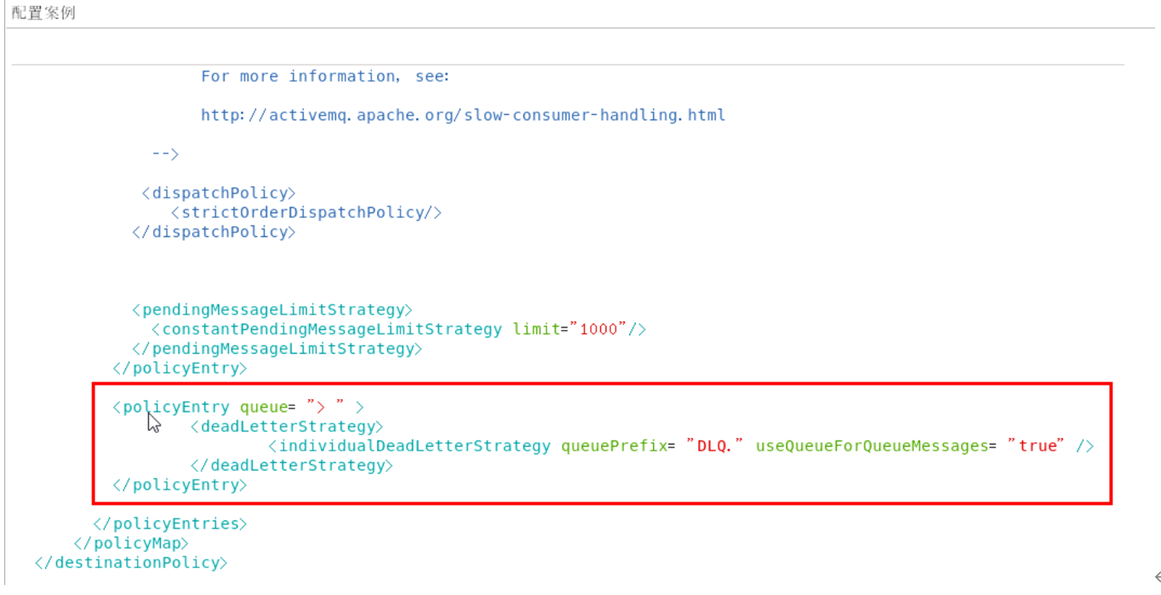 配置案例
For more information, see:
http://activemq.apache.org/slow-consumer-handling.html
-->
<dispatchPolicy>
<strictOrderDispatchPolicy/>
</dispatchPolicy>
<pendingMessageLimitStrategy>
<constantPendingMessageLimitStrategy limit="1000"/>
</pendingMessageLimitStrategy>
</policyEntry>
<policyEntry queue= "> " >
<deadLetterStrategy>
<individualDeadLetterStrategy queuePrefix= "DLQ." useQueueForQueueMessages= "true" />
</deadLetterStrategy>
</policyEntry>
</policyEntries>
</policyMap>
</destinationPolicy>